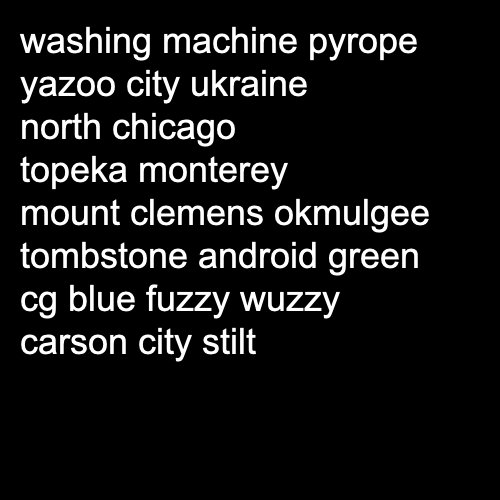 washing machine pyrope
yazoo city ukraine
north chicago
topeka monterey
mount clemens okmulgee
tombstone android green
cg blue fuzzy wuzzy
carson city stilt